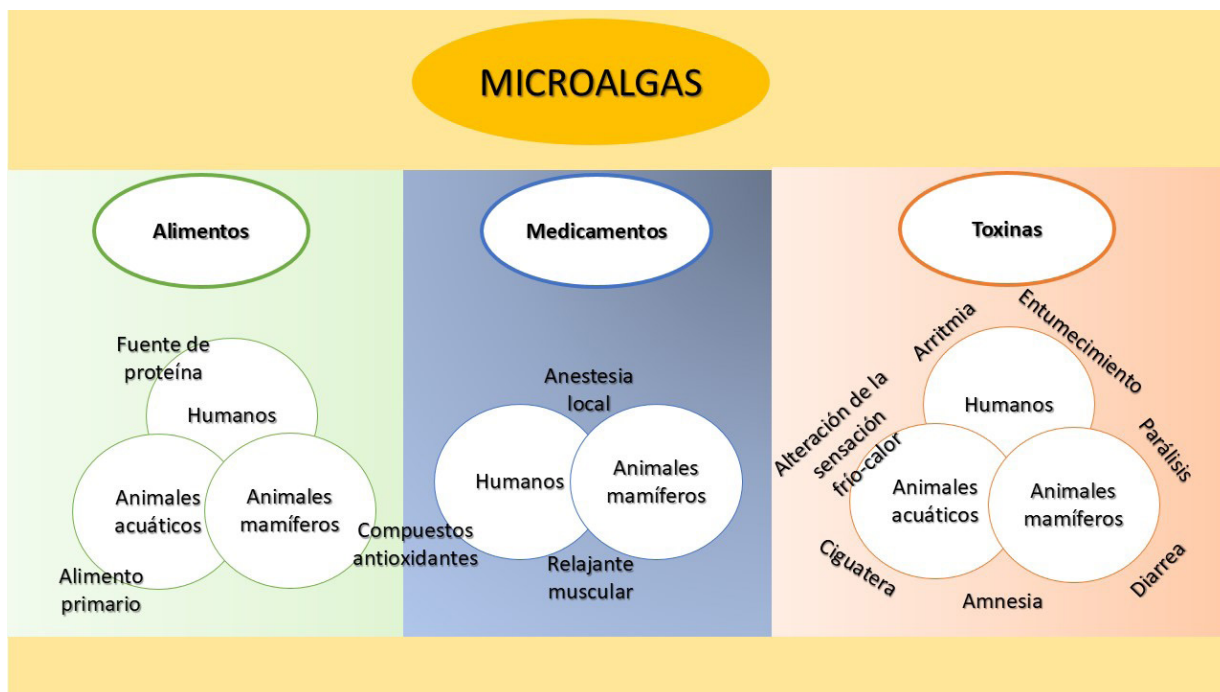 MICROALGAS
Alimentos
Fuente de
proteína
Humanos
Animales
acuáticos
Animales
mamíferos
Alimento
primario
Compuestos
antioxidantes
Medicamentos
Anestesia
local
Humanos
Animales
mamíferos
Relajante
muscular
Toxinas
Arritmia
Entumecimiento
Alteración de la
sensación
frío-calor
Humanos
Parálisis
Animales
acuáticos
Animales
mamíferos
Ciguatera
Amnesia
Diarrea